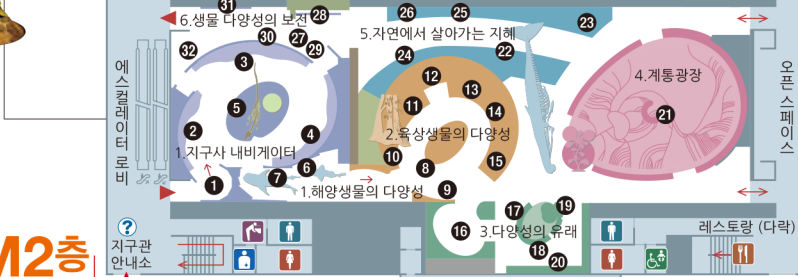 31
28
6.생물 다양성의 보전
26
25
23
27
5.자연에서 살아가는 지혜
32
30
29
22
24
3
12
4.계통광장
에스컬레이터 로비
오픈 스페이스
5
11
13
14
21
2
4
2.육상생물의 다양성
1.지구사 내비게이터
10
8
15
6
7
1
1.해양생물의 다양성
9
17
19
16
3.다양성의 유래
18
20
?
지구관
안내소
레스토랑 (다락)
M2층